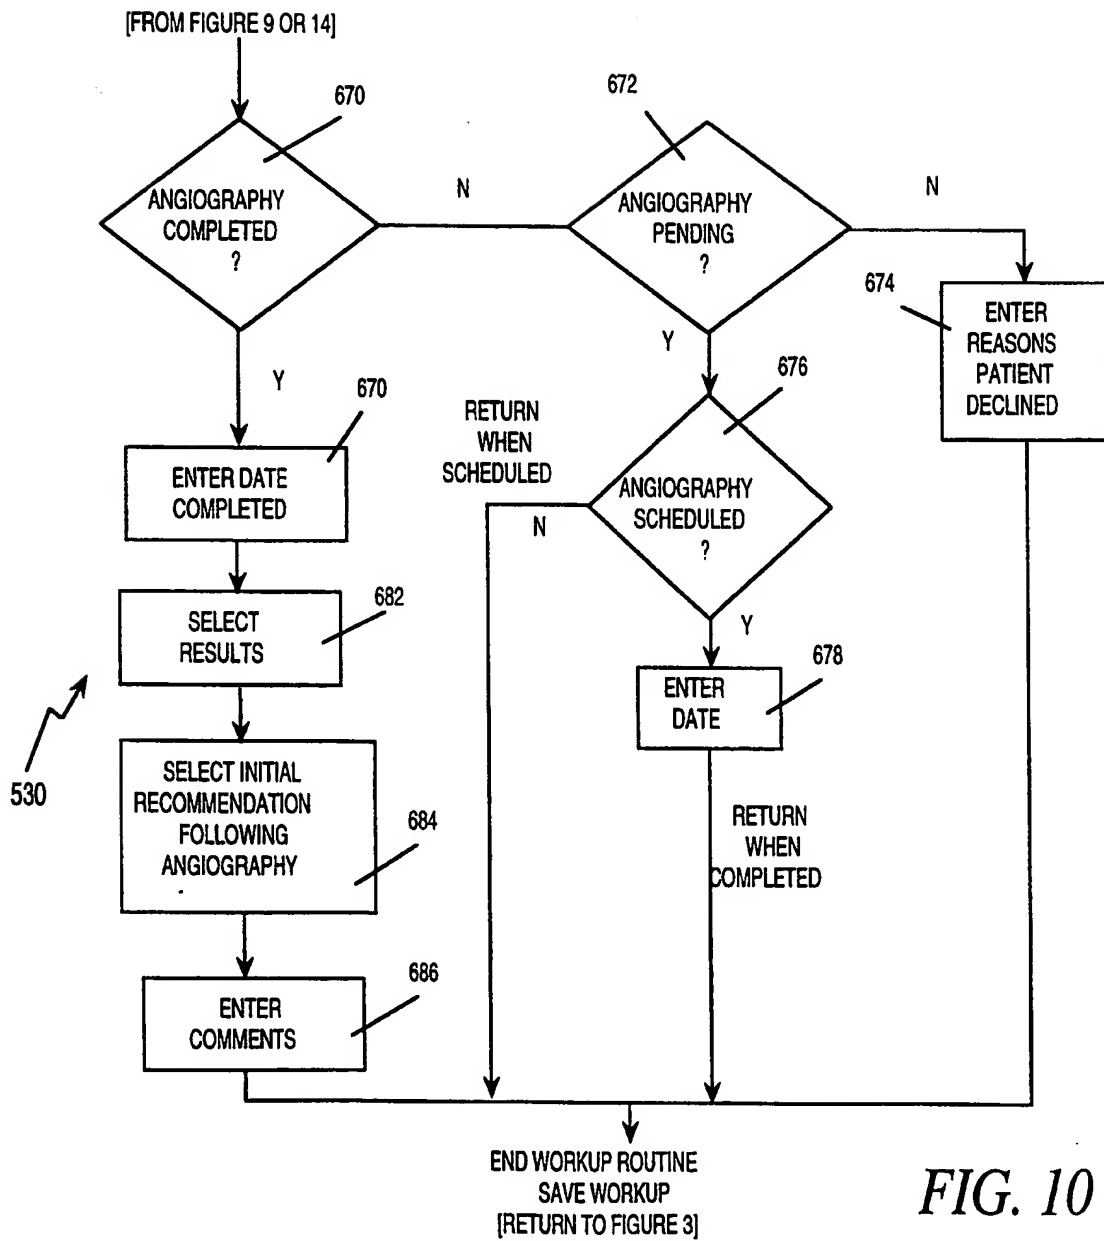 [FROM FIGURE 9 OR 14]
670
ANGIOGRAPHY
COMPLETED
?
N
672
ANGIOGRAPHY
PENDING
?
N
674
ENTER
REASONS
PATIENT
DECLINED
Y
670
ENTER DATE
COMPLETED
Y
676
ANGIOGRAPHY
SCHEDULED
?
RETURN
WHEN
SCHEDULED
N
682
SELECT
RESULTS
Y
678
ENTER
DATE
530
SELECT INITIAL
RECOMMENDATION
FOLLOWING
ANGIOGRAPHY
684
RETURN
WHEN
COMPLETED
686
ENTER
COMMENTS
END WORKUP ROUTINE
SAVE WORKUP
[RETURN TO FIGURE 3]
FIG. 10